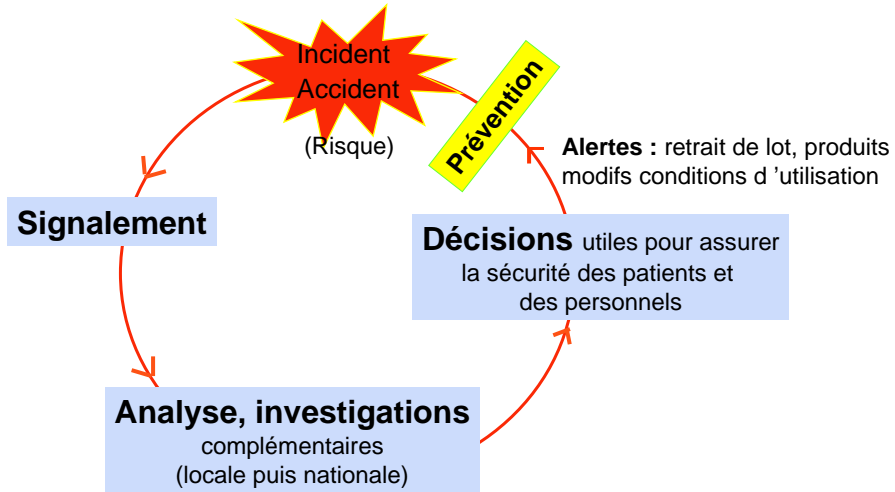 Incident
Accident
(Risque)
Prévention
Alertes : retrait de lot, produits
modifs conditions d ’utilisation
Signalement
Décisions utiles pour assurer
la sécurité des patients et
des personnels
Analyse, investigations
complémentaires
(locale puis nationale)